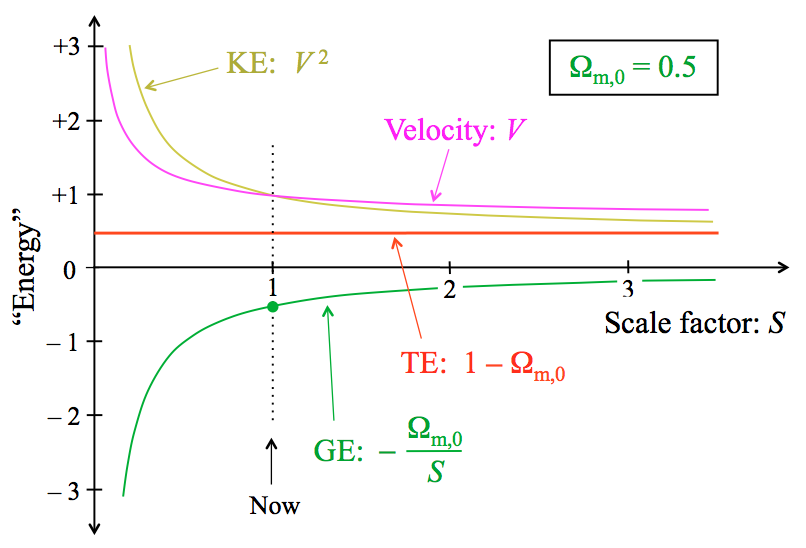 +3
KE: V²
Ωm,0 = 0.5
+2
Velocity: V
+1
0
1
2
3
"Energy"
Scale factor: S
– 1
TE: 1 – Ωm,0
– 2
GE: – Ωm,0
S
– 3
Now